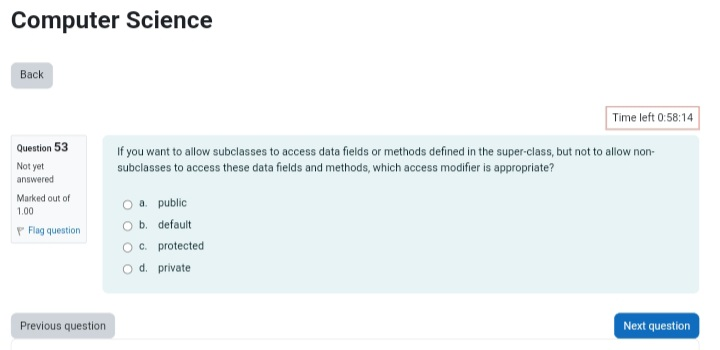 Computer Science
Back
Time left 0:58:14
Question 53
Not yet
answered
Marked out of
1.00
Flag question
If you want to allow subclasses to access data fields or methods defined in the super-class, but not to allow non-
subclasses to access these data fields and methods, which access modifier is appropriate?
a. public
b. default
c. protected
d. private
Previous question
Next question